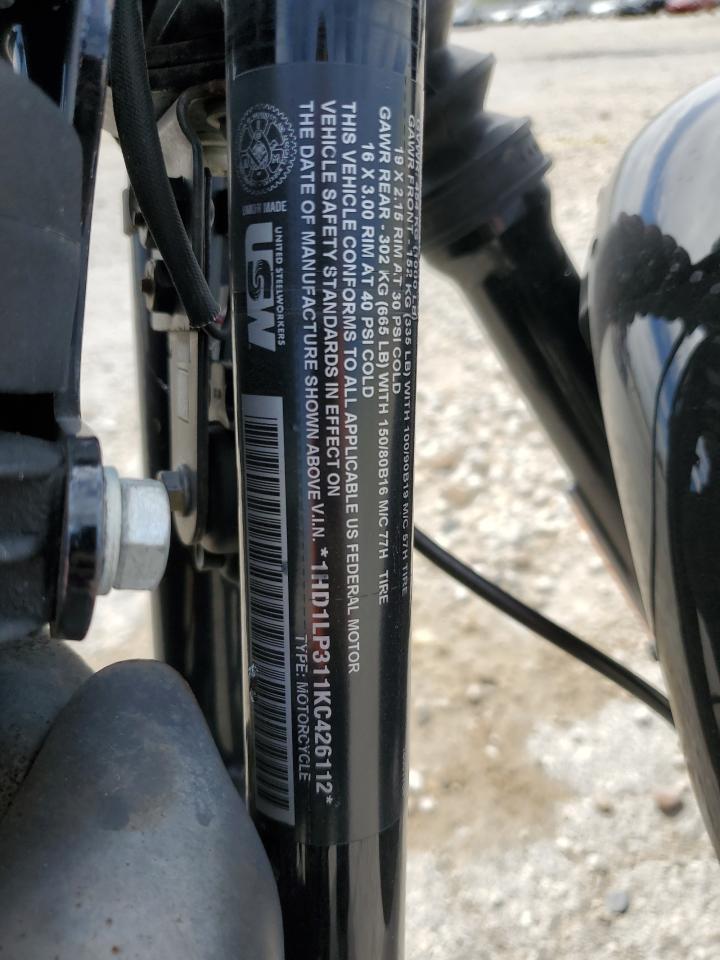 GAWR FRONT - 152 KG (335 LB) WITH 100/90B19 M/C 57H TIRE
19 X 2.15 RIM AT 30 PSI COLD
GAWR REAR - 302 KG (665 LB) WITH 150/80B16 M/C 77H TIRE
16 X 3.00 RIM AT 40 PSI COLD
THIS VEHICLE CONFORMS TO ALL APPLICABLE US FEDERAL MOTOR
VEHICLE SAFETY STANDARDS IN EFFECT ON
THE DATE OF MANUFACTURE SHOWN ABOVE V.I.N. *1HD1LP311KC426112*
TYPE: MOTORCYCLE
UNION MADE
UNITED STEELWORKERS
USW